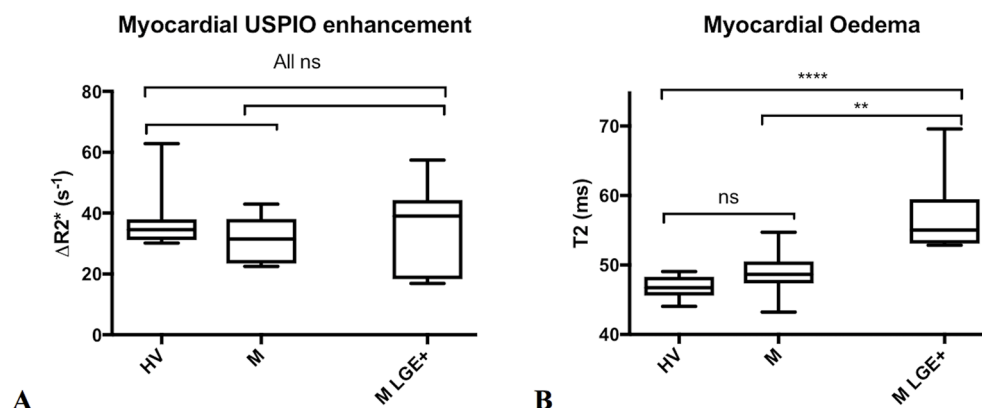 Myocardial USPIO enhancement
All ns
80
60
40
20
0
ΔR2* (s⁻¹)
HV
M
M LGE+
A
Myocardial Oedema
****
**
ns
70
60
50
40
T2 (ms)
HV
M
M LGE+
B